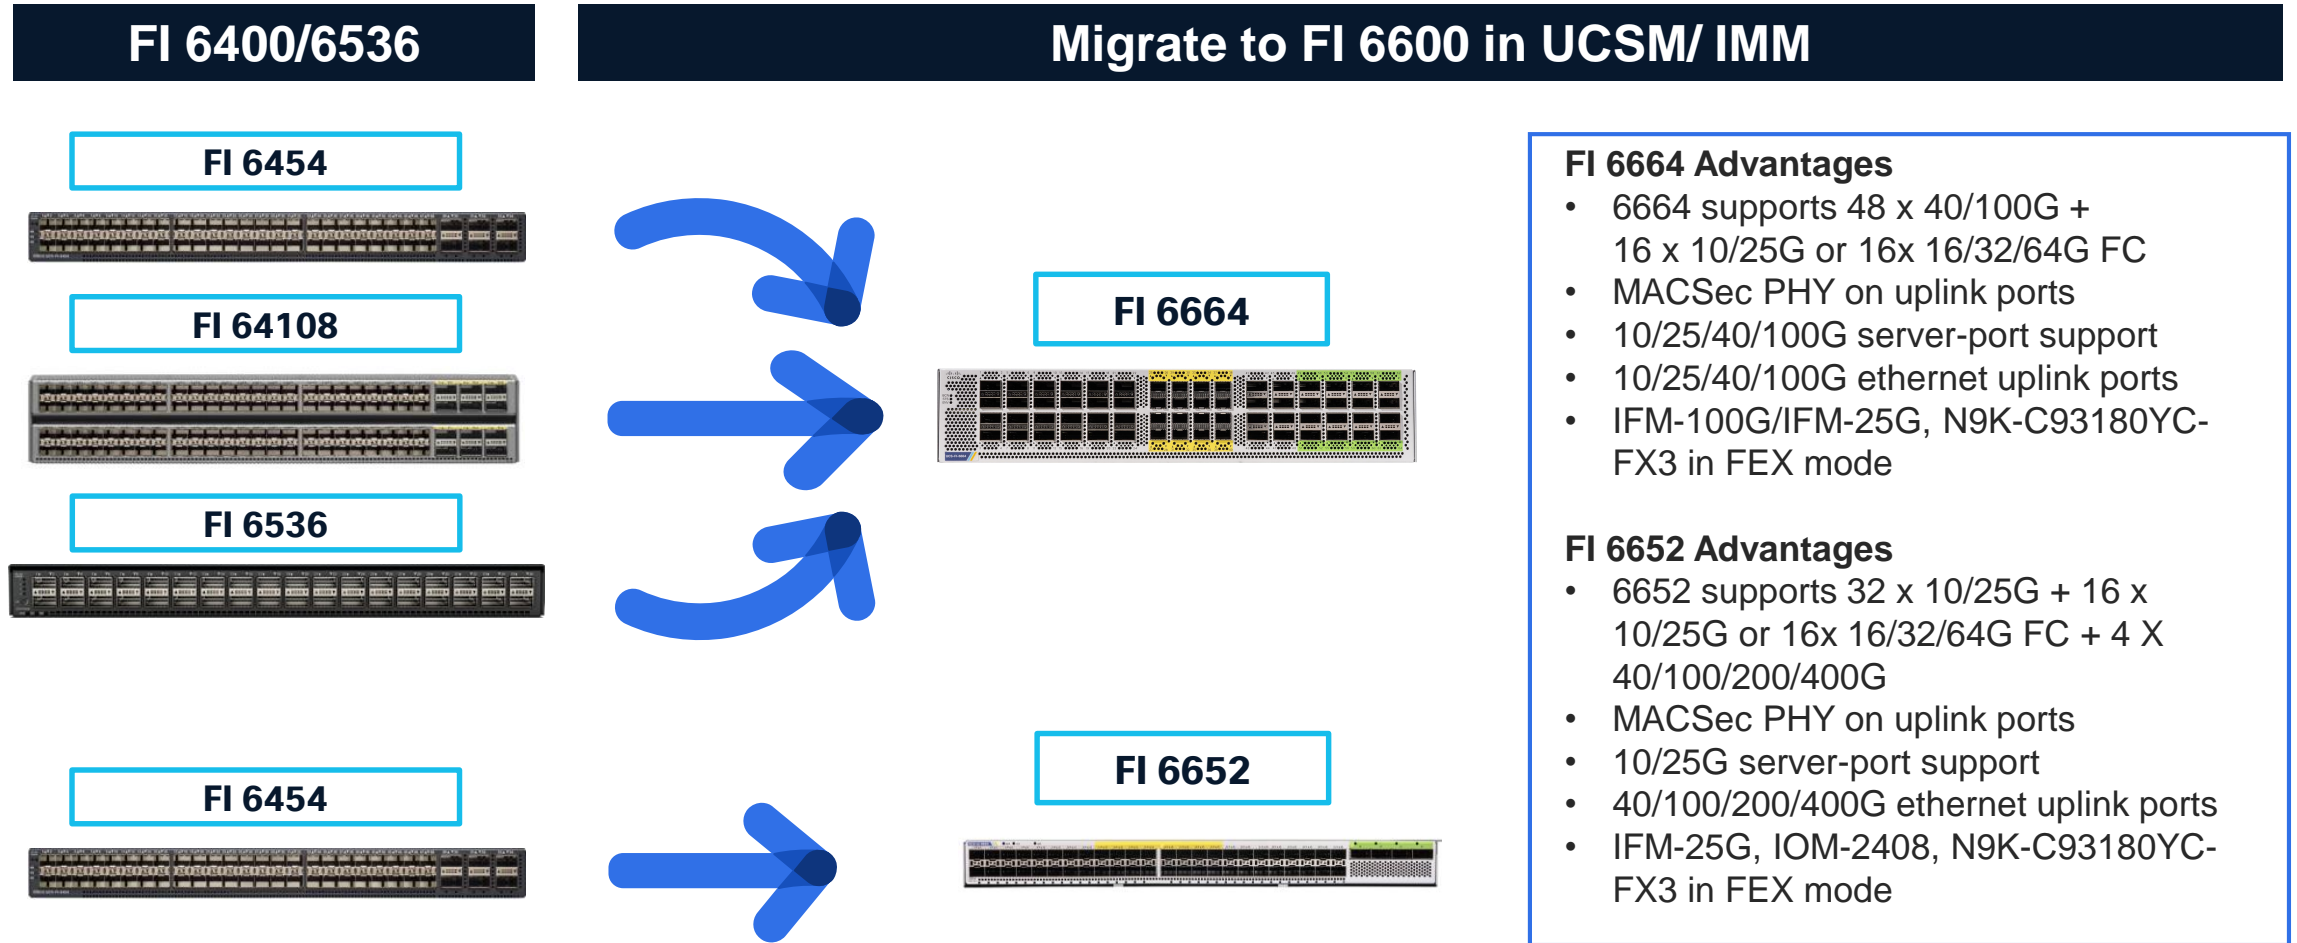 FI 6400/6536
Migrate to FI 6600 in UCSM/ IMM
FI 6454
FI 64108
FI 6536
FI 6454
FI 6664
FI 6652
FI 6664 Advantages
• 6664 supports 48 x 40/100G +
16 x 10/25G or 16x 16/32/64G FC
• MACSec PHY on uplink ports
• 10/25/40/100G server-port support
• 10/25/40/100G ethernet uplink ports
• IFM-100G/IFM-25G, N9K-C93180YC-
FX3 in FEX mode
FI 6652 Advantages
• 6652 supports 32 x 10/25G + 16 x
10/25G or 16x 16/32/64G FC + 4 X
40/100/200/400G
• MACSec PHY on uplink ports
• 10/25G server-port support
• 40/100/200/400G ethernet uplink ports
• IFM-25G, IOM-2408, N9K-C93180YC-
FX3 in FEX mode